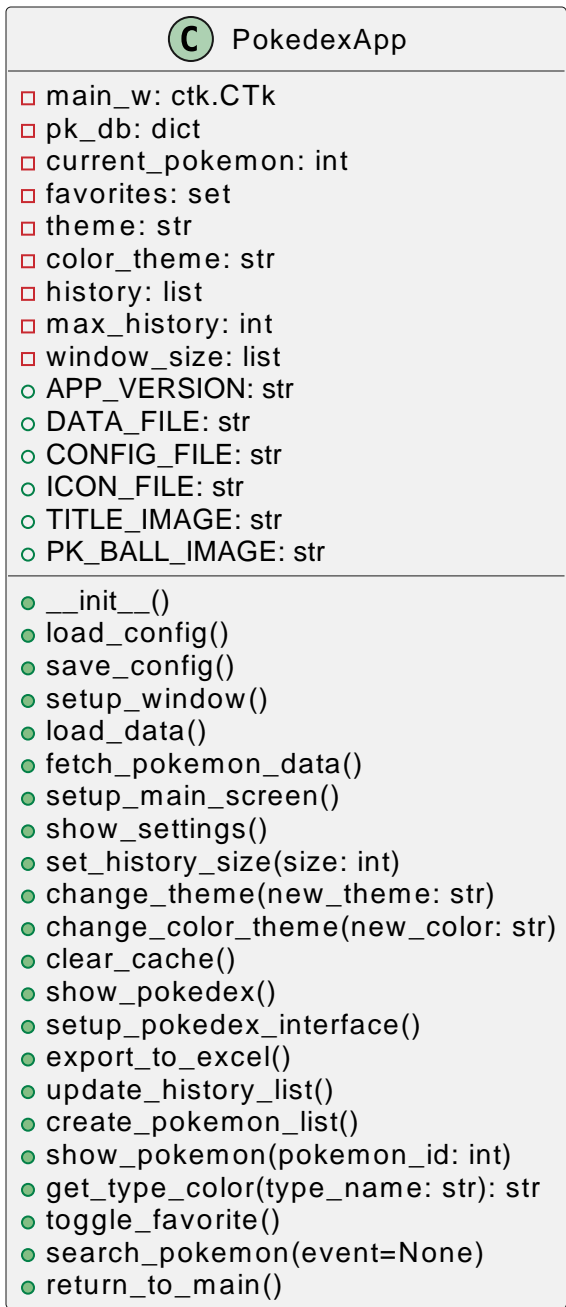 C PokedexApp
main_w: ctk.CTk
pk_db: dict
current_pokemon: int
favorites: set
theme: str
color_theme: str
history: list
max_history: int
window_size: list
APP_VERSION: str
DATA_FILE: str
CONFIG_FILE: str
ICON_FILE: str
TITLE_IMAGE: str
PK_BALL_IMAGE: str
__init__()
load_config()
save_config()
setup_window()
load_data()
fetch_pokemon_data()
setup_main_screen()
show_settings()
set_history_size(size: int)
change_theme(new_theme: str)
change_color_theme(new_color: str)
clear_cache()
show_pokedex()
setup_pokedex_interface()
export_to_excel()
update_history_list()
create_pokemon_list()
show_pokemon(pokemon_id: int)
get_type_color(type_name: str): str
toggle_favorite()
search_pokemon(event=None)
return_to_main()